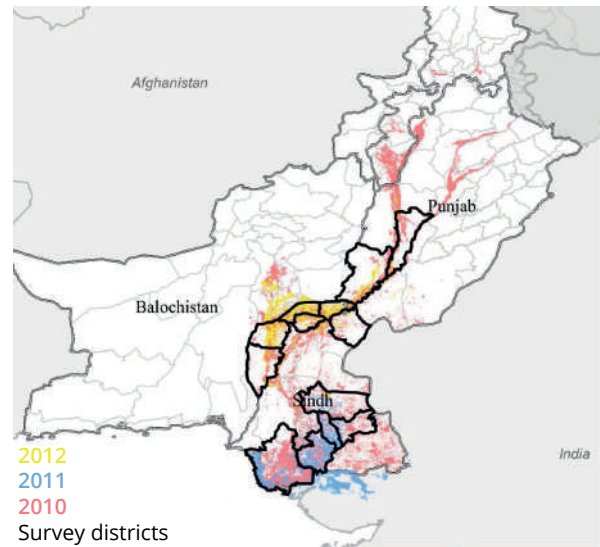 Afghanistan
Punjab
Balochistan
Sindh
India
2012
2011
2010
Survey districts